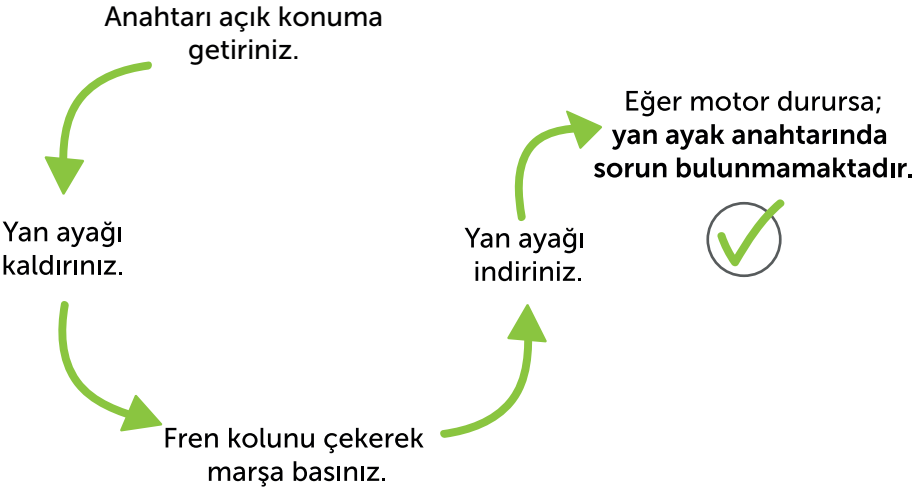 Anahtarı açık konuma
getiriniz.
Yan ayağı
kaldırınız.
Fren kolunu çekerek
marşa basınız.
Yan ayağı
indiriniz.
Eğer motor durursa;
yan ayak anahtarında
sorun bulunmamaktadır.